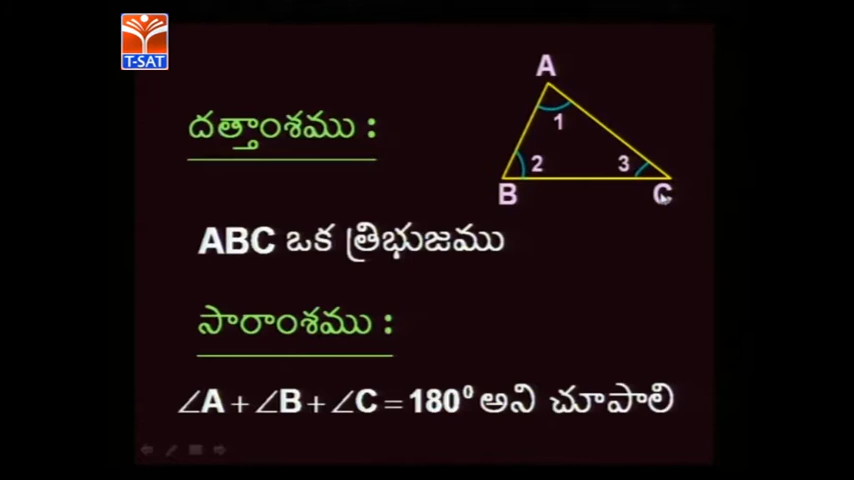 T-SAT
A
1
దత్తాంశము :
2
3
B
C
ABC ఒక త్రిభుజము
సారాంశము :
∠A + ∠B + ∠C = 180⁰ అని చూపాలి